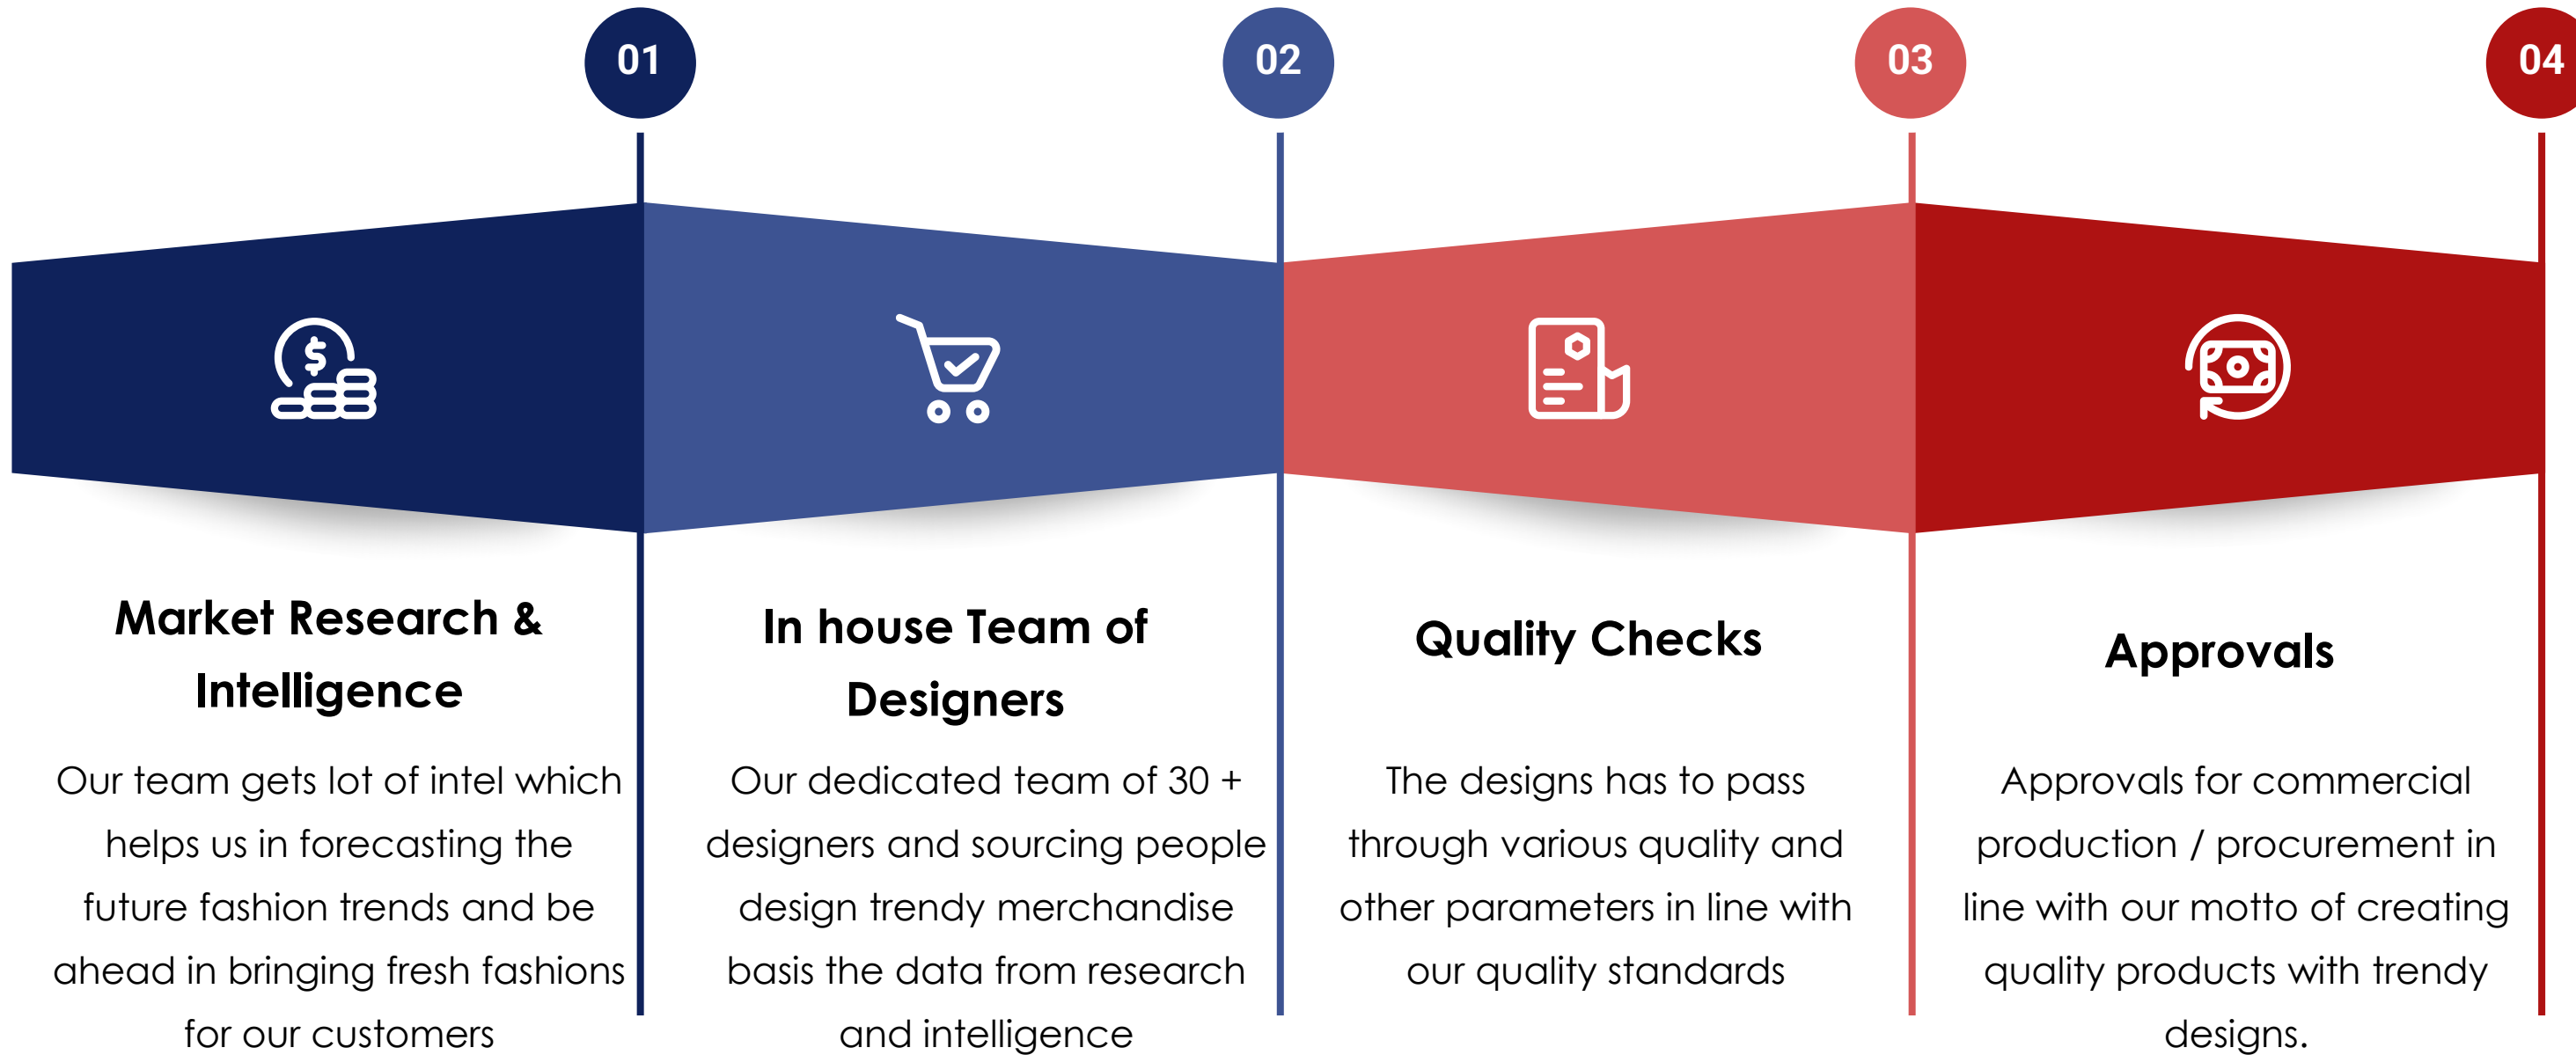 01
02
03
04
Market Research &
Intelligence
Our team gets lot of intel which
helps us in forecasting the
future fashion trends and be
ahead in bringing fresh fashions
for our customers
In house Team of
Designers
Our dedicated team of 30 +
designers and sourcing people
design trendy merchandise
basis the data from research
and intelligence
Quality Checks
The designs has to pass
through various quality and
other parameters in line with
our quality standards
Approvals
Approvals for commercial
production / procurement in
line with our motto of creating
quality products with trendy
designs.